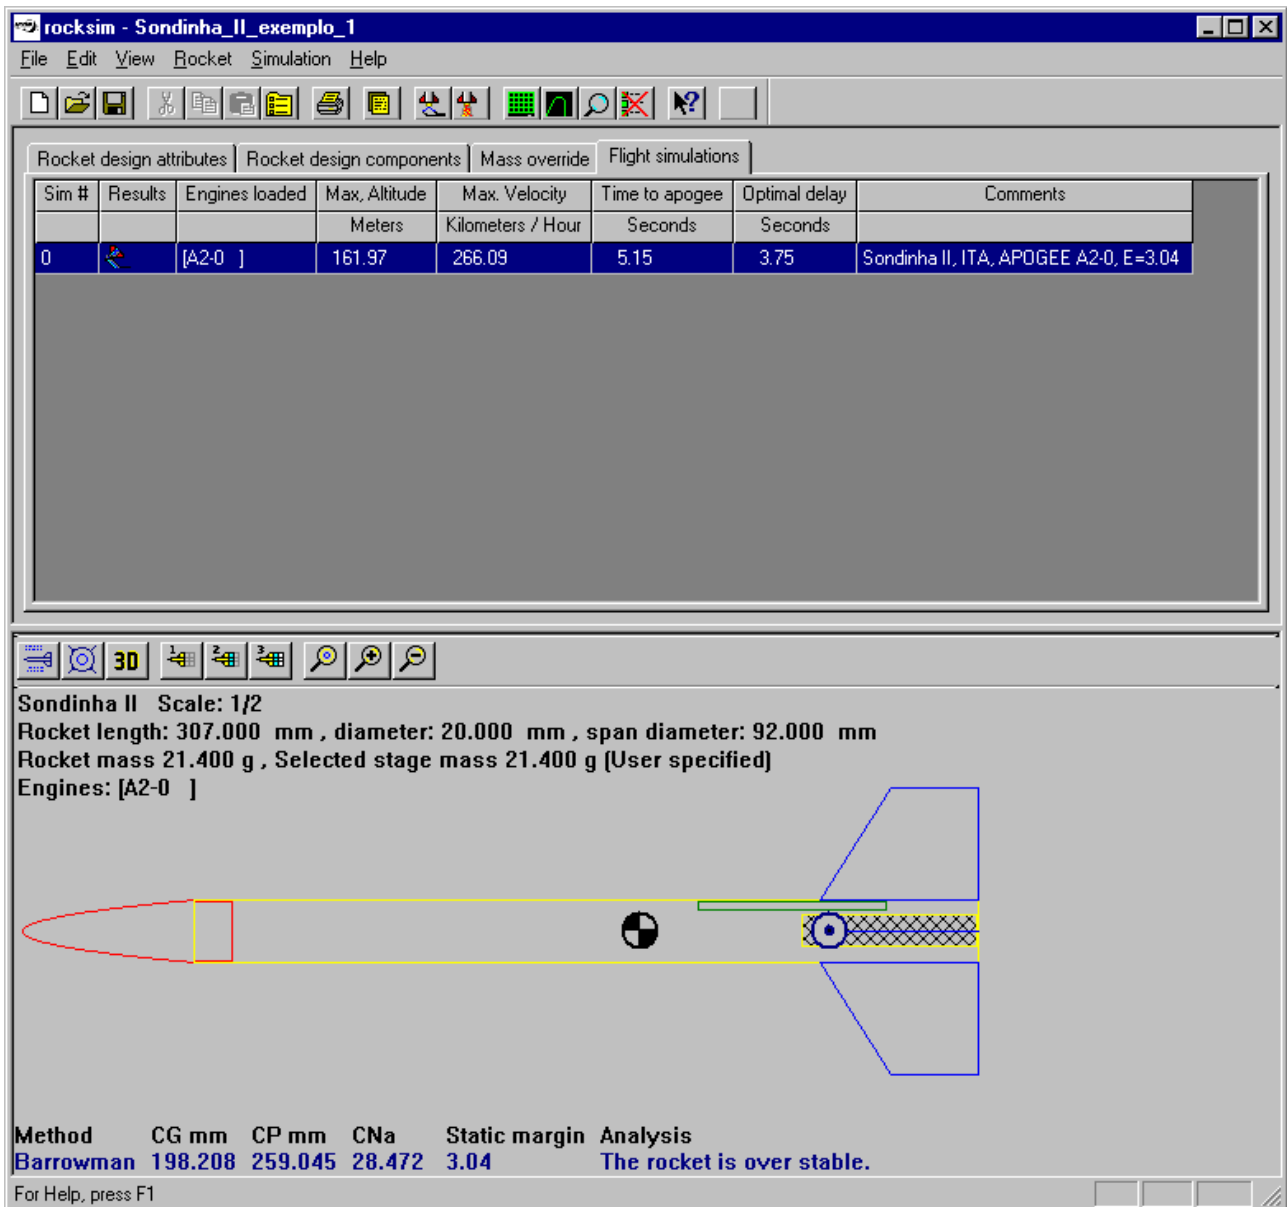 rocksim - Sondinha_II_exemplo_1
File Edit View Rocket Simulation Help
Rocket design attributes Rocket design components Mass override Flight simulations
Sim # Results Engines loaded Max, Altitude Max. Velocity Time to apogee Optimal delay Comments
Meters Kilometers / Hour Seconds Seconds
0 [A2-0 ] 161.97 266.09 5.15 3.75 Sondinha II, ITA, APOGEE A2-0, E=3.04
3D 1 2 3
Sondinha II Scale: 1/2
Rocket length: 307.000 mm , diameter: 20.000 mm , span diameter: 92.000 mm
Rocket mass 21.400 g , Selected stage mass 21.400 g (User specified)
Engines: [A2-0 ]
Method CG mm CP mm CNa Static margin Analysis
Barrowman 198.208 259.045 28.472 3.04 The rocket is over stable.
For Help, press F1